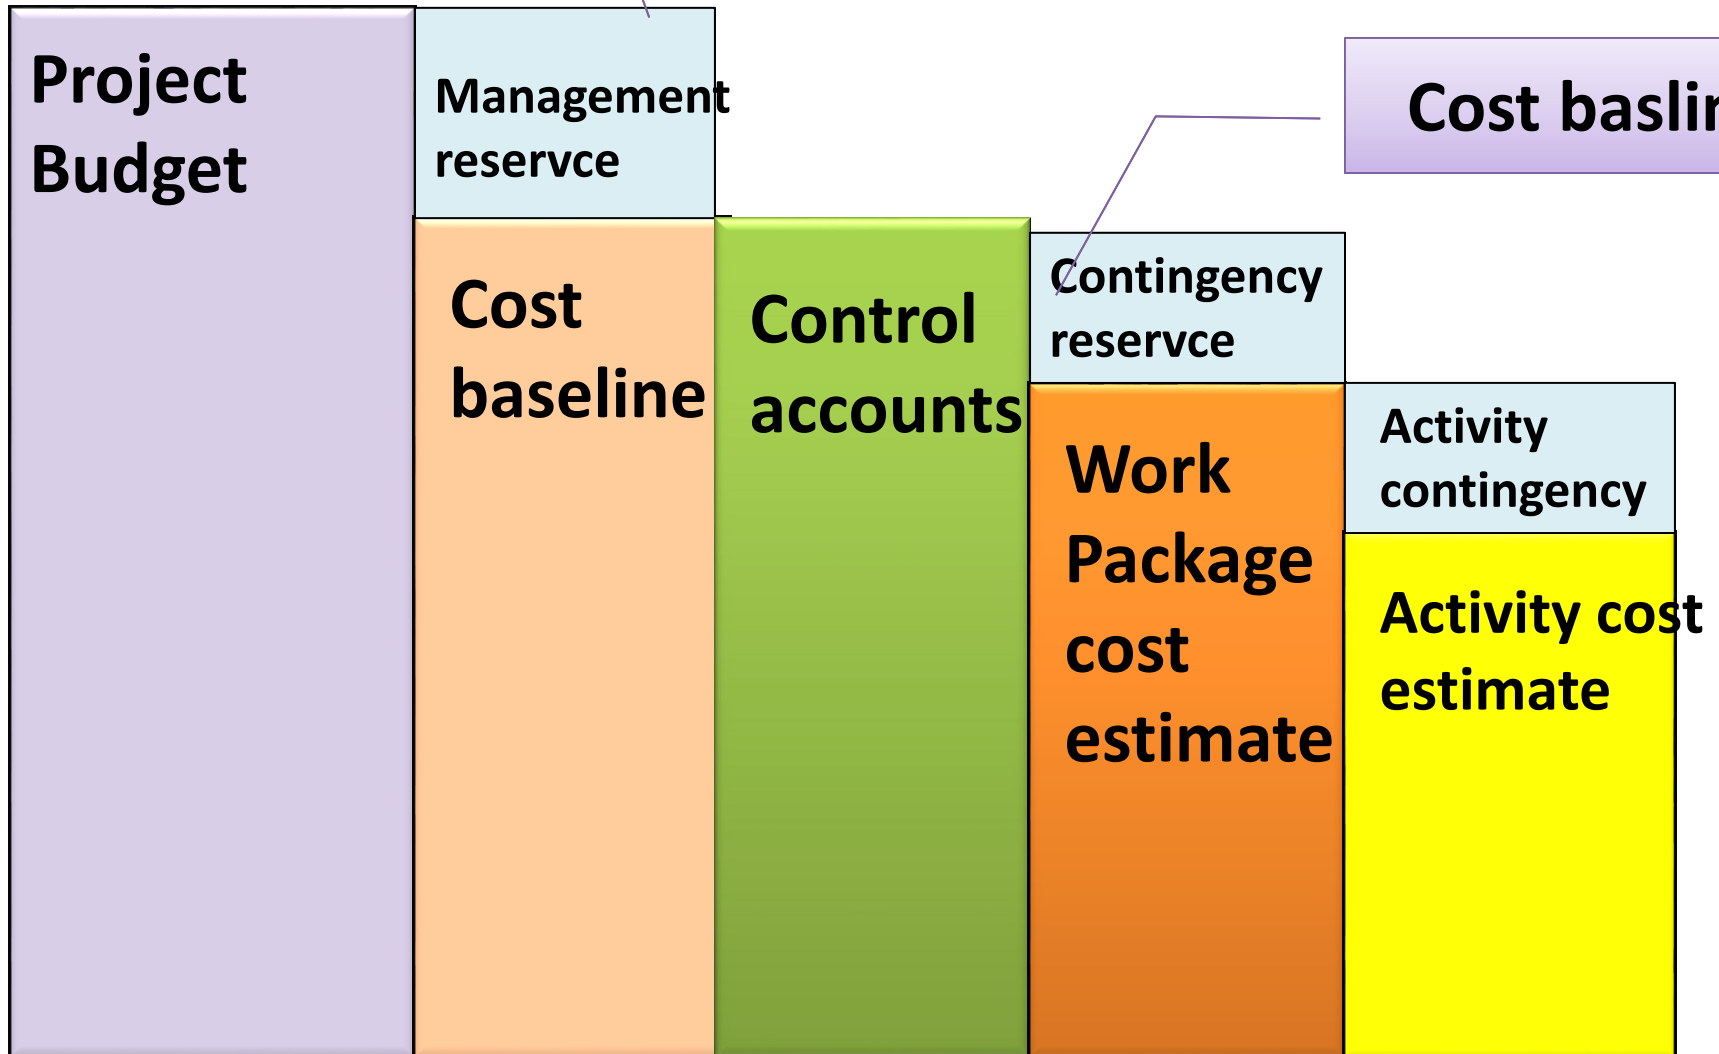 Project
Budget
Management
reservce
Cost
baseline
Control
accounts
Contingency
reservce
Work
Package
cost
estimate
Activity
contingency
Activity cost
estimate
Cost